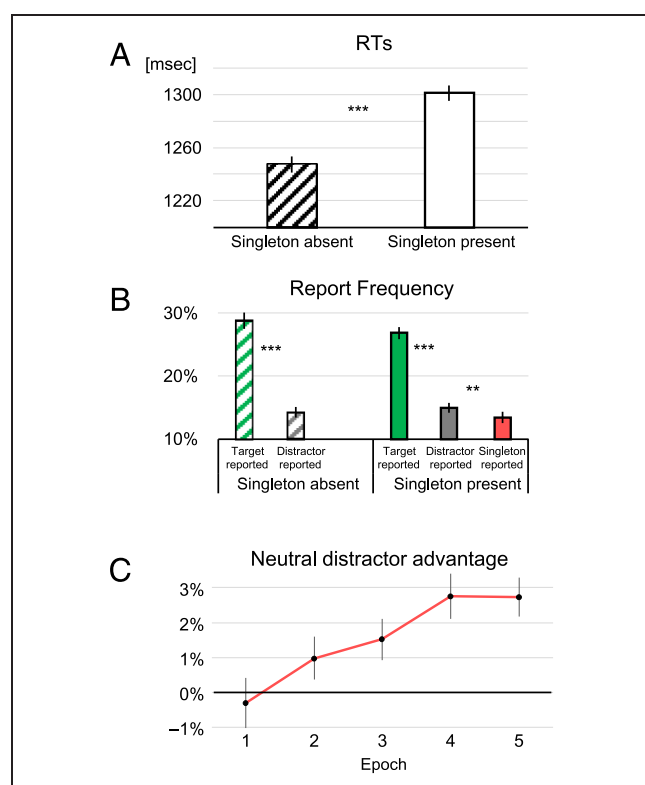 A
RTs
[msec]
1300
***
1260
1220
Singleton absent Singleton present
B
Report Frequency
30%
*** ***
20%
**
10%
Target Distractor Target Distractor Singleton
reported reported reported reported reported
Singleton absent Singleton present
C
Neutral distractor advantage
3%
2%
1%
0%
–1%
1 2 3 4 5
Epoch